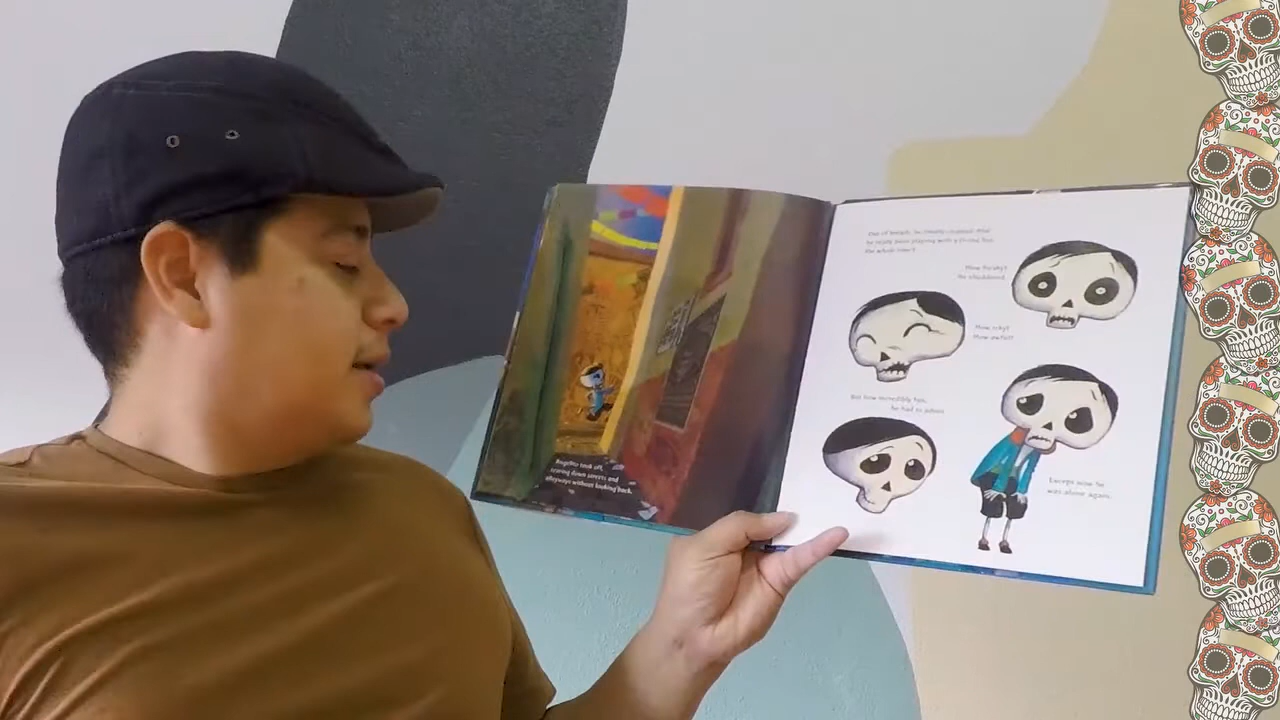 Angelito took off,
tearing down streets and
alleyways without looking back.
Out of breath, he finally realized: Had
he really been playing with a friend
the whole time?
How freaky!
He shuddered.
How icky!
How awful!
But how incredibly fun,
he had to admit.
Except now he
was alone again.